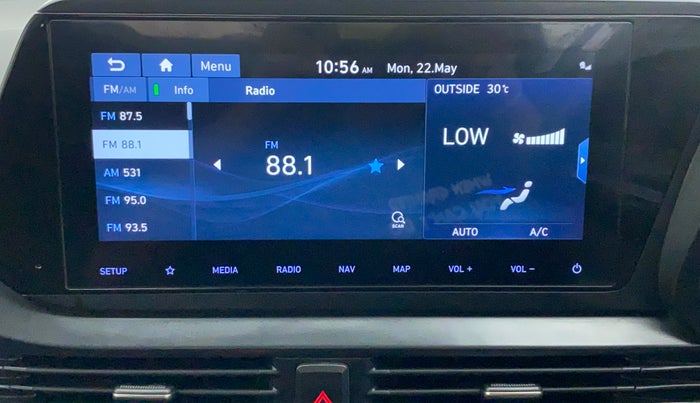 Menu 10:56 AM Mon, 22.May
FM/AM Info Radio OUTSIDE 30℃
FM 87.5
FM 88.1
AM 531
FM 95.0
FM 93.5
FM
88.1
SCAN
LOW
AUTO A/C
SETUP MEDIA RADIO NAV MAP VOL + VOL −